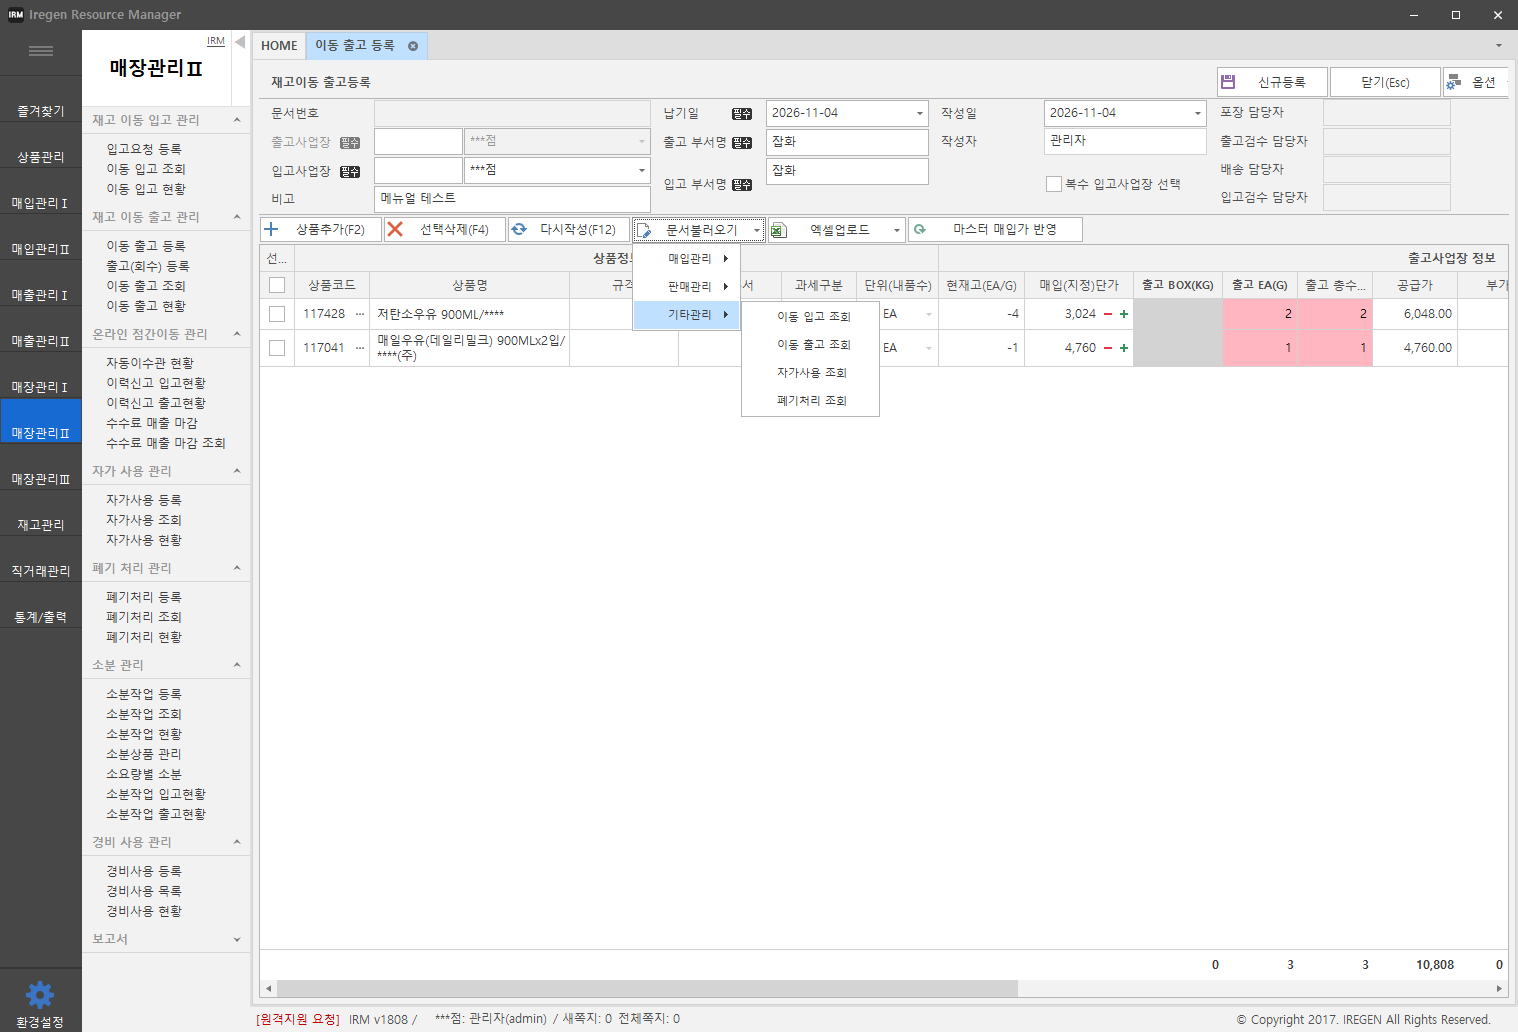 IRM Iregen Resource Manager
즐겨찾기
상품관리
매입관리 I
매입관리 II
매출관리 I
매출관리 II
매장관리 I
매장관리 II
매장관리 III
재고관리
직거래관리
통계/출력
환경설정
IRM
매장관리 II
재고 이동 입고 관리
입고요청 등록
이동 입고 조회
이동 입고 현황
재고 이동 출고 관리
이동 출고 등록
출고(회수) 등록
이동 출고 조회
이동 출고 현황
온라인 점간이동 관리
자동이수관 현황
이력신고 입고현황
이력신고 출고현황
수수료 매출 마감
수수료 매출 마감 조회
자가 사용 관리
자가사용 등록
자가사용 조회
자가사용 현황
폐기 처리 관리
폐기처리 등록
폐기처리 조회
폐기처리 현황
소분 관리
소분작업 등록
소분작업 조회
소분작업 현황
소분상품 관리
소요량별 소분
소분작업 입고현황
소분작업 출고현황
경비 사용 관리
경비사용 등록
경비사용 목록
경비사용 현황
보고서
HOME 이동 출고 등록
재고이동 출고등록 신규등록 닫기(Esc) 옵션
문서번호 납기일 필수 2026-11-04 작성일 2026-11-04 포장 담당자
출고사업장 필수 ***점 출고 부서명 필수 잡화 작성자 관리자 출고검수 담당자
입고사업장 필수 ***점 입고 부서명 필수 잡화 복수 입고사업장 선택 배송 담당자
비고 메뉴얼 테스트 입고검수 담당자
상품추가(F2) 선택삭제(F4) 다시작성(F12) 문서불러오기 엑셀업로드 마스터 매입가 반영
선... 상품정보 출고사업장 정보
상품코드 상품명 규격 서 과세구분 단위(내품수) 현재고(EA/G) 매입(지정)단가 출고 BOX(KG) 출고 EA(G) 출고 총수... 공급가 부가
117428 ... 저탄소우유 900ML/**** EA -4 3,024 2 2 6,048.00
117041 ... 매일우유(데일리밀크) 900MLx2입/ EA -1 4,760 1 1 4,760.00
****(주)
매입관리
판매관리
기타관리
이동 입고 조회
이동 출고 조회
자가사용 조회
폐기처리 조회
0 3 3 10,808 0
[원격지원 요청] IRM v1808 / ***점: 관리자(admin) / 새쪽지: 0 전체쪽지: 0 © Copyright 2017. IREGEN All Rights Reserved.